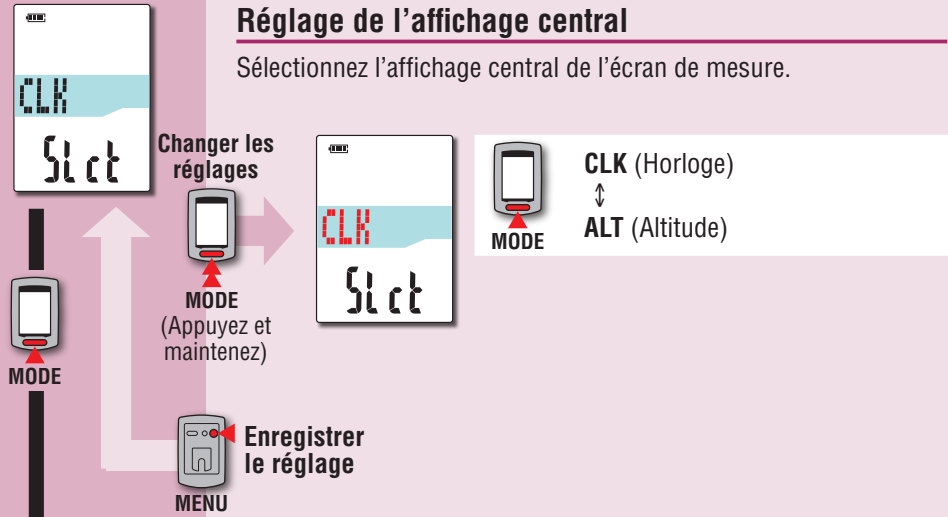 Réglage de l'affichage central
Sélectionnez l'affichage central de l'écran de mesure.
CLK
Slct
MODE
Changer les
réglages
MODE
(Appuyez et
maintenez)
CLK
Slct
MODE
CLK (Horloge)
↕
ALT (Altitude)
Enregistrer
le réglage
MENU